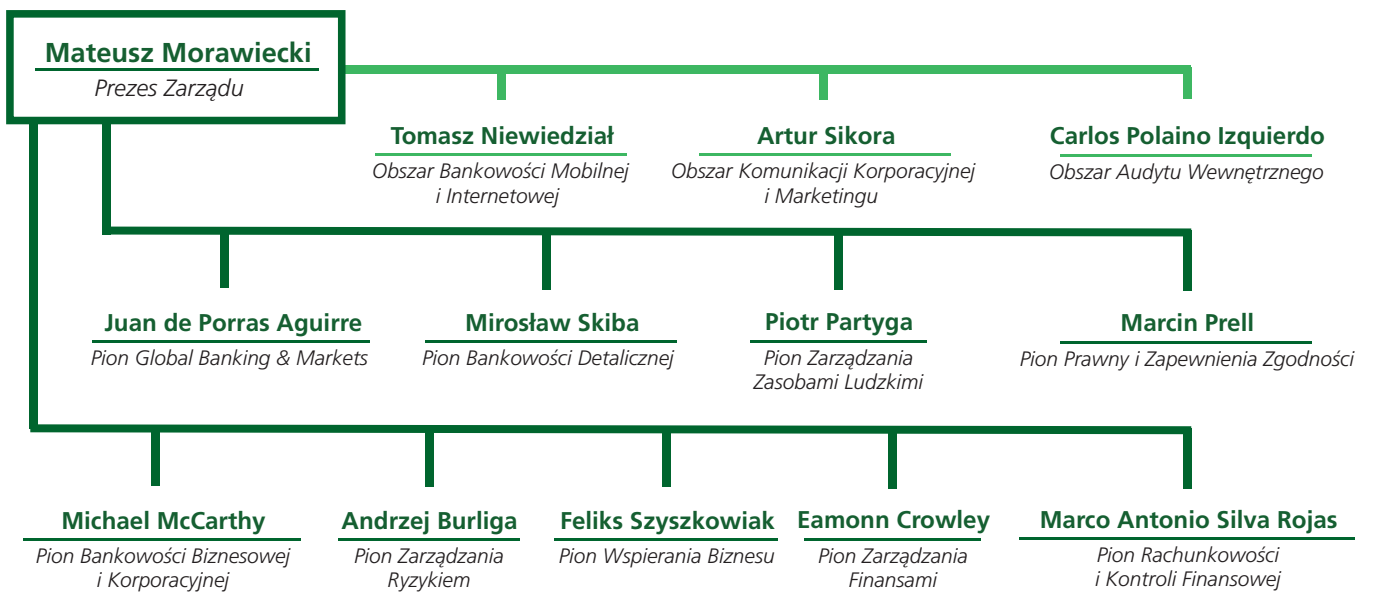 Mateusz Morawiecki
Prezes Zarządu
Tomasz Niewiedział
Obszar Bankowości Mobilnej
i Internetowej
Artur Sikora
Obszar Komunikacji Korporacyjnej
i Marketingu
Carlos Polaino Izquierdo
Obszar Audytu Wewnętrznego
Juan de Porras Aguirre
Pion Global Banking & Markets
Mirosław Skiba
Pion Bankowości Detalicznej
Piotr Partyga
Pion Zarządzania
Zasobami Ludzkimi
Marcin Prell
Pion Prawny i Zapewnienia Zgodności
Michael McCarthy
Pion Bankowości Biznesowej
i Korporacyjnej
Andrzej Burliga
Pion Zarządzania
Ryzykiem
Feliks Szyszkowiak
Pion Wspierania Biznesu
Eamonn Crowley
Pion Zarządzania
Finansami
Marco Antonio Silva Rojas
Pion Rachunkowości
i Kontroli Finansowej